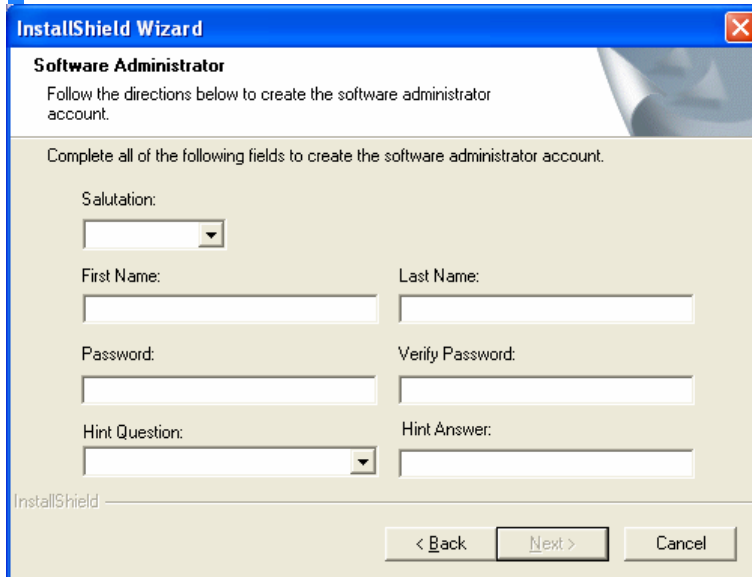 InstallShield Wizard
Software Administrator
Follow the directions below to create the software administrator
account.
Complete all of the following fields to create the software administrator account.
Salutation:
First Name: Last Name:
Password: Verify Password:
Hint Question: Hint Answer:
InstallShield
< Back Next > Cancel